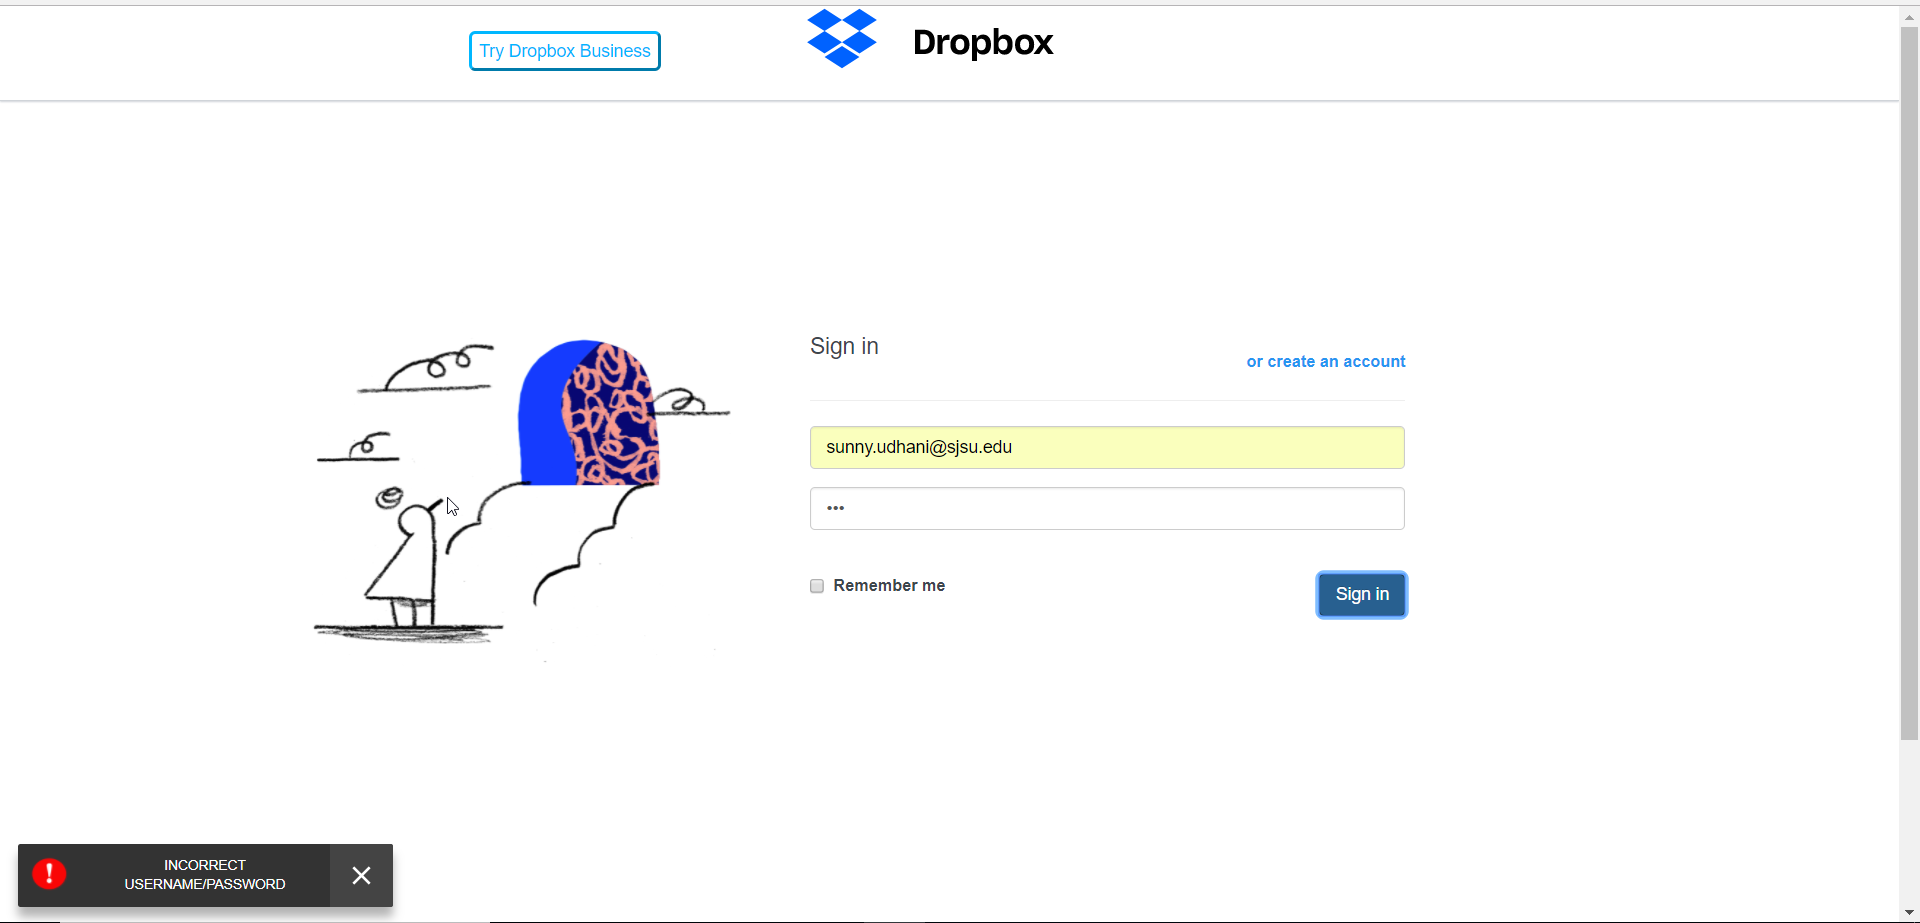 Try Dropbox Business
Dropbox
Sign in
or create an account
sunny.udhani@sjsu.edu
•••
Remember me
Sign in
INCORRECT
USERNAME/PASSWORD